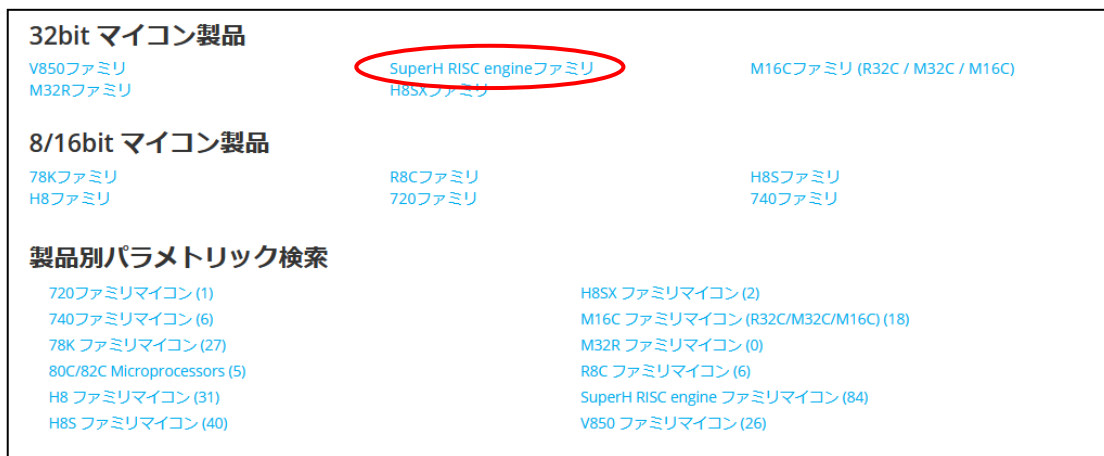 32bit マイコン製品
V850ファミリ SuperH RISC engineファミリ M16Cファミリ (R32C / M32C / M16C)
M32Rファミリ H8SXファミリ
8/16bit マイコン製品
78Kファミリ R8Cファミリ H8Sファミリ
H8ファミリ 720ファミリ 740ファミリ
製品別パラメトリック検索
720ファミリマイコン (1) H8SX ファミリマイコン (2)
740ファミリマイコン (6) M16C ファミリマイコン (R32C/M32C/M16C) (18)
78K ファミリマイコン (27) M32R ファミリマイコン (0)
80C/82C Microprocessors (5) R8C ファミリマイコン (6)
H8 ファミリマイコン (31) SuperH RISC engine ファミリマイコン (84)
H8S ファミリマイコン (40) V850 ファミリマイコン (26)